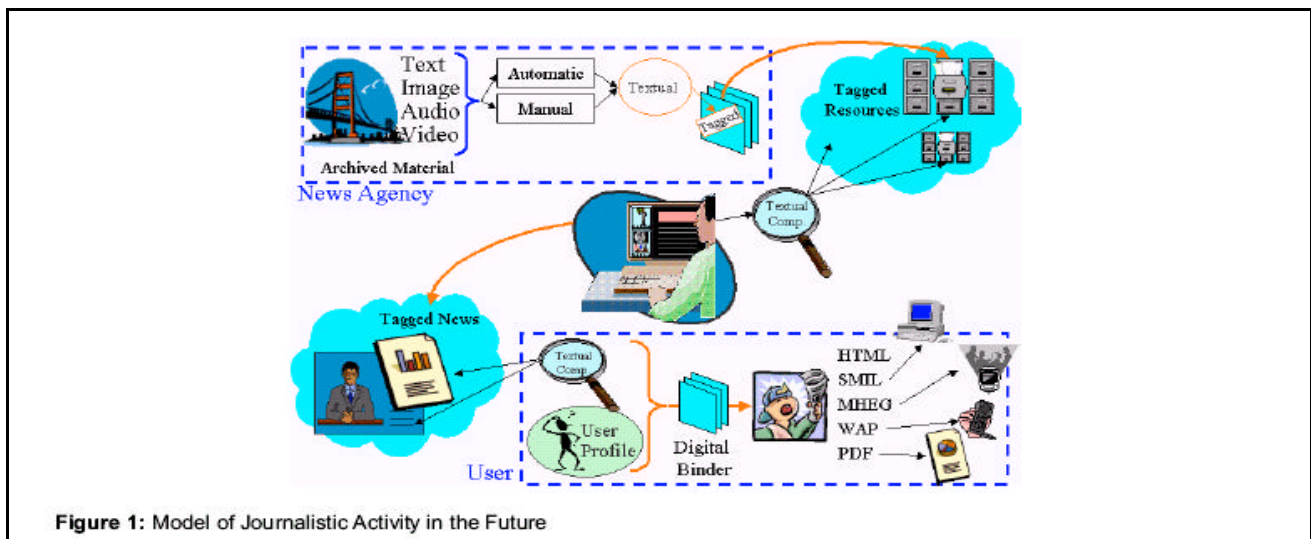 Text
Image
Audio
Video
Archived Material
Automatic
Manual
Textual
Tagged
News Agency
Tagged
Resources
Textual
Comp.
Tagged News
Textual
Comp.
User
Profile
User
Digital
Binder
HTML
SMIL
MHEG
WAP
PDF
Figure 1: Model of Journalistic Activity in the Future